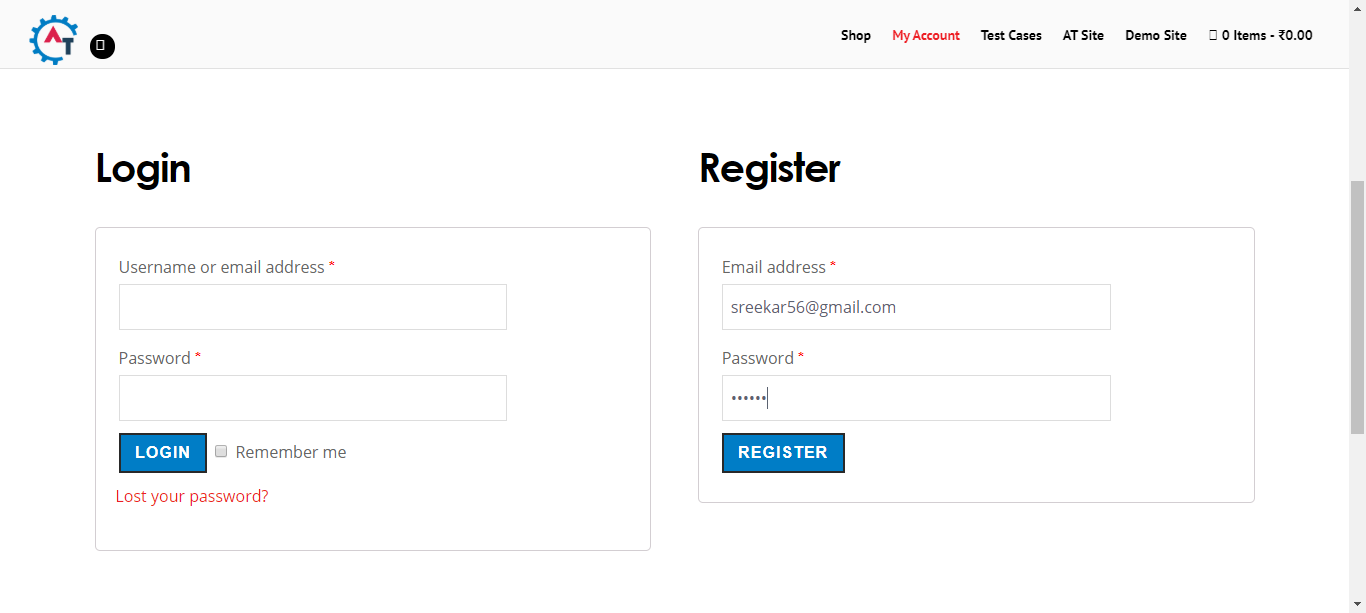 AT
Shop My Account Test Cases AT Site Demo Site 0 Items - ₹0.00
Login
Username or email address *
Password *
LOGIN Remember me
Lost your password?
Register
Email address *
sreekar56@gmail.com
Password *
••••••
REGISTER